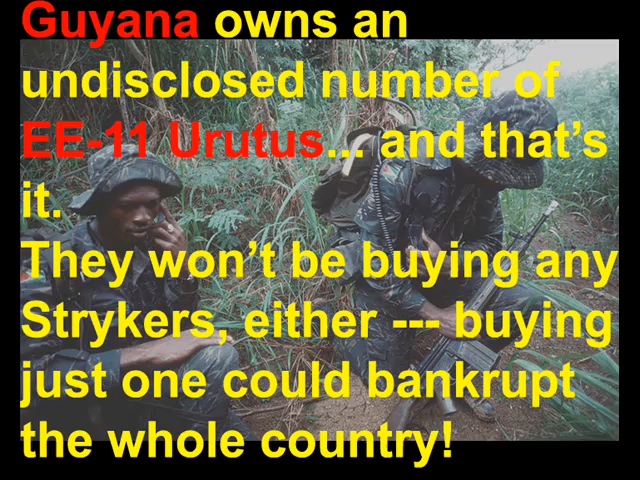 Guyana owns an
undisclosed number of
EE-11 Urutus... and that’s
it.
They won’t be buying any
Strykers, either --- buying
just one could bankrupt
the whole country!